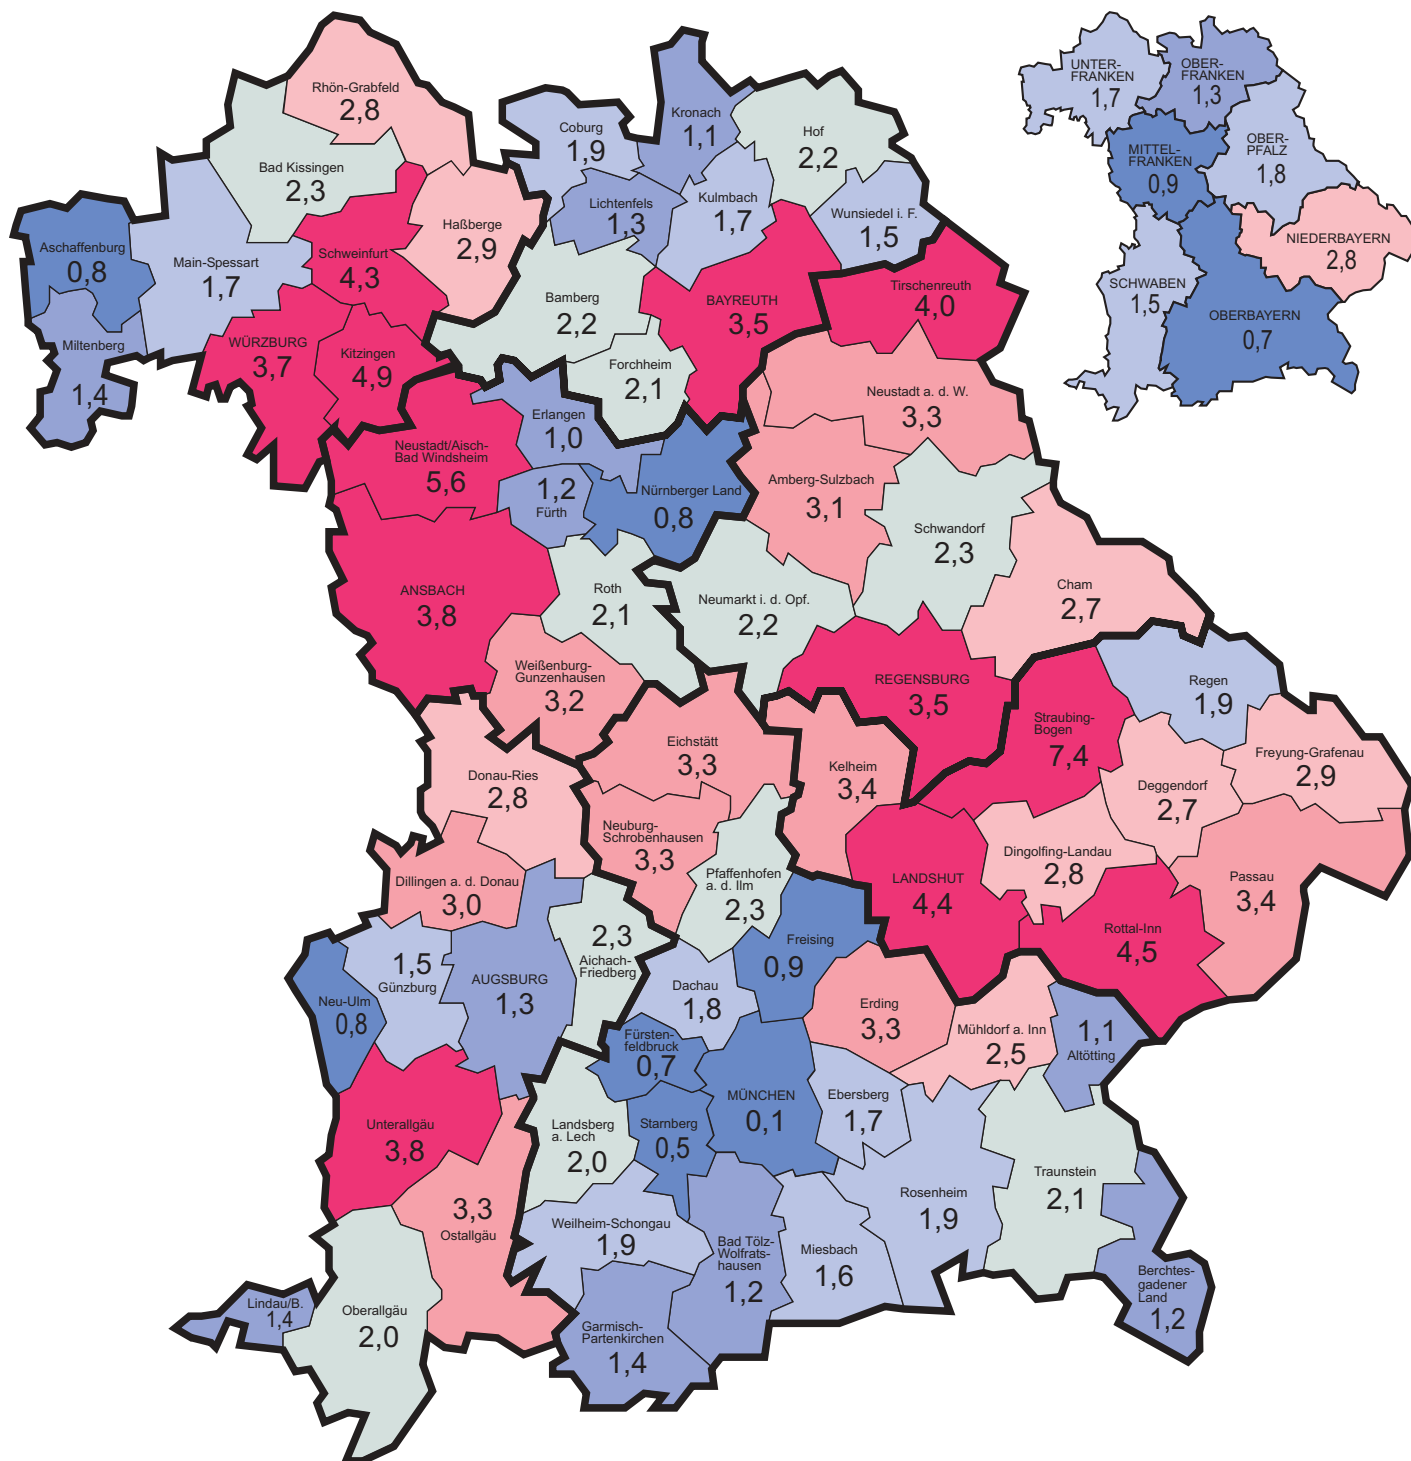 Rhön-Grabfeld
2,8
Bad Kissingen
2,3
Coburg
1,9
Kronach
1,1
Hof
2,2
Lichtenfels
1,3
Kulmbach
1,7
Wunsiedel i. F.
1,5
Aschaffenburg
0,8
Main-Spessart
1,7
Schweinfurt
4,3
Haßberge
2,9
Bamberg
2,2
BAYREUTH
3,5
Tirschenreuth
4,0
Miltenberg
1,4
WÜRZBURG
3,7
Kitzingen
4,9
Forchheim
2,1
Neustadt a. d. W.
3,3
Neustadt/Aisch-
Bad Windsheim
5,6
Erlangen
1,0
1,2
Fürth
Nürnberger Land
0,8
Amberg-Sulzbach
3,1
Schwandorf
2,3
Cham
2,7
ANSBACH
3,8
Roth
2,1
Neumarkt i. d. Opf.
2,2
Weißenburg-
Gunzenhausen
3,2
REGENSBURG
3,5
Regen
1,9
Straubing-
Bogen
7,4
Freyung-Grafenau
2,9
Eichstätt
3,3
Kelheim
3,4
Deggendorf
2,7
Donau-Ries
2,8
Neuburg-
Schrobenhausen
3,3
Dingolfing-Landau
2,8
Passau
3,4
Dillingen a. d. Donau
3,0
Pfaffenhofen
a. d. Ilm
2,3
LANDSHUT
4,4
Rottal-Inn
4,5
2,3
Aichach-
Friedberg
Freising
0,9
1,5
Günzburg
AUGSBURG
1,3
Neu-Ulm
0,8
Dachau
1,8
Erding
3,3
Mühldorf a. Inn
2,5
1,1
Altötting
Fürsten-
feldbruck
0,7
MÜNCHEN
0,1
Ebersberg
1,7
Unterallgäu
3,8
Landsberg
a. Lech
2,0
Starnberg
0,5
Traunstein
2,1
3,3
Ostallgäu
Weilheim-Schongau
1,9
Bad Tölz-
Wolfrats-
hausen
1,2
Miesbach
1,6
Rosenheim
1,9
Berchtes-
gadener
Land
1,2
Lindau/B.
1,4
Oberallgäu
2,0
Garmisch-
Partenkirchen
1,4
UNTER-
FRANKEN
1,7
OBER-
FRANKEN
1,3
MITTEL-
FRANKEN
0,9
OBER-
PFALZ
1,8
NIEDERBAYERN
2,8
SCHWABEN
1,5
OBERBAYERN
0,7